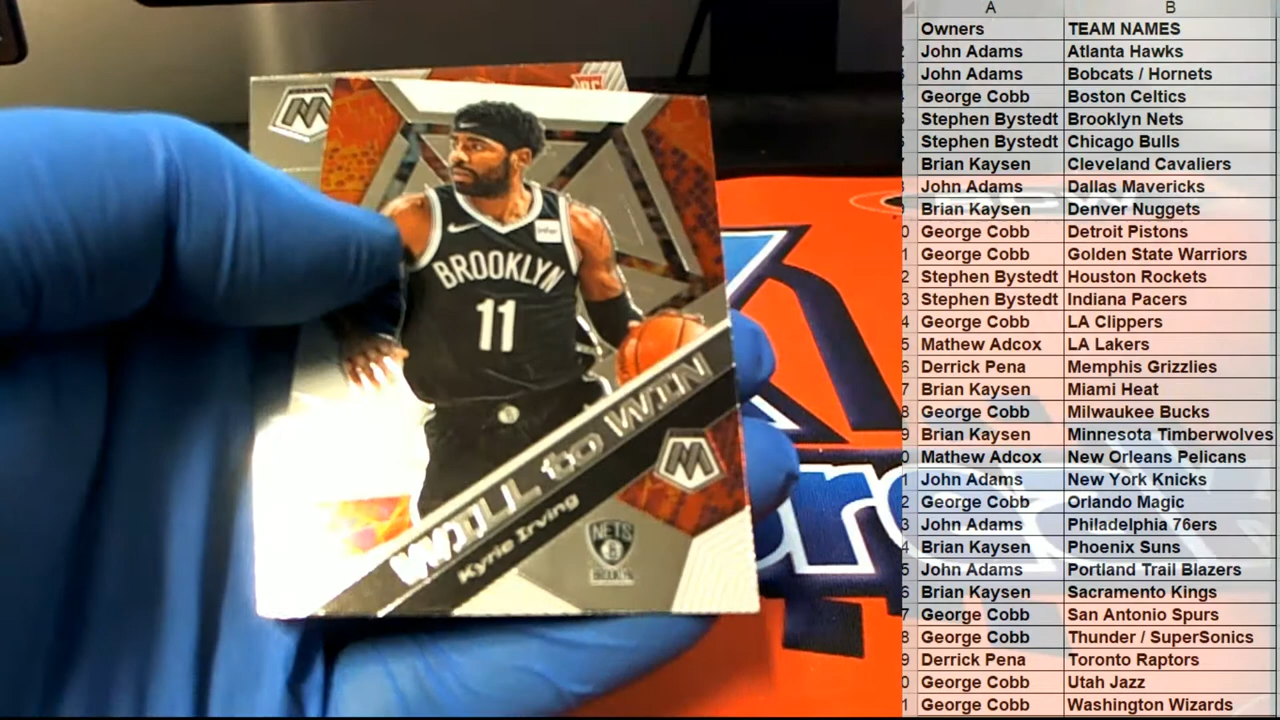 BROOKLYN
11
WILL to WIN
Kyrie Irving
NETS
A B
Owners TEAM NAMES
John Adams Atlanta Hawks
John Adams Bobcats / Hornets
George Cobb Boston Celtics
Stephen Bystedt Brooklyn Nets
Stephen Bystedt Chicago Bulls
Brian Kaysen Cleveland Cavaliers
John Adams Dallas Mavericks
Brian Kaysen Denver Nuggets
George Cobb Detroit Pistons
George Cobb Golden State Warriors
Stephen Bystedt Houston Rockets
Stephen Bystedt Indiana Pacers
George Cobb LA Clippers
Mathew Adcox LA Lakers
Derrick Pena Memphis Grizzlies
Brian Kaysen Miami Heat
George Cobb Milwaukee Bucks
Brian Kaysen Minnesota Timberwolves
Mathew Adcox New Orleans Pelicans
John Adams New York Knicks
George Cobb Orlando Magic
John Adams Philadelphia 76ers
Brian Kaysen Phoenix Suns
John Adams Portland Trail Blazers
Brian Kaysen Sacramento Kings
George Cobb San Antonio Spurs
George Cobb Thunder / SuperSonics
Derrick Pena Toronto Raptors
George Cobb Utah Jazz
George Cobb Washington Wizards